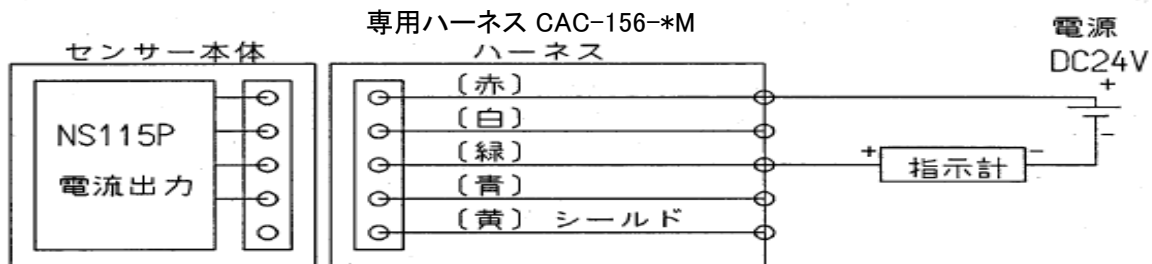 専用ハーネス CAC-156-*M
電源
DC24V
センサー本体
ハーネス
NS115P
電流出力
(赤)
(白)
(緑)
(青)
(黄) シールド
+
指示計
-
+
-